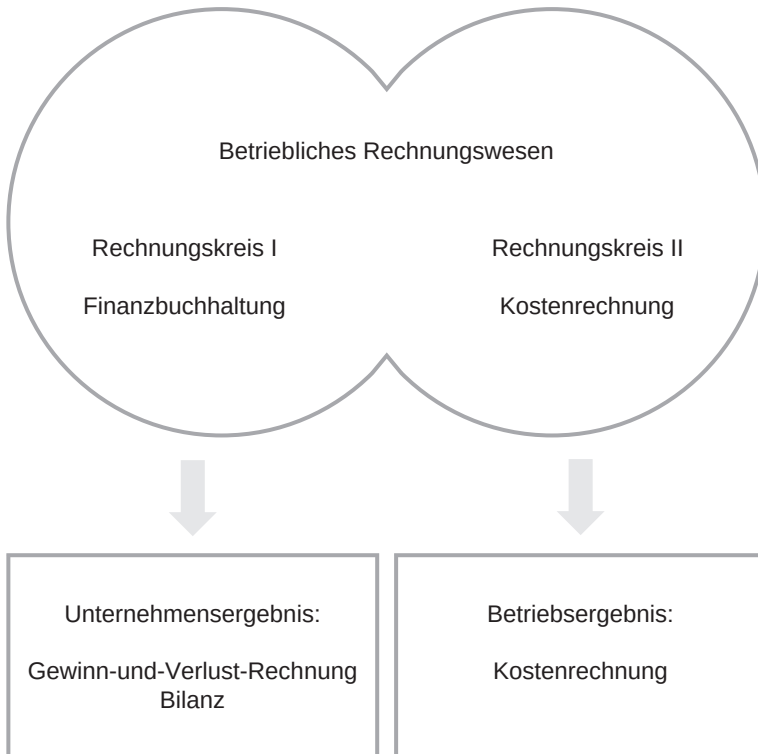 Betriebliches Rechnungswesen
Rechnungskreis I
Finanzbuchhaltung
Rechnungskreis II
Kostenrechnung
Unternehmensergebnis:
Gewinn-und-Verlust-Rechnung
Bilanz
Betriebsergebnis:
Kostenrechnung